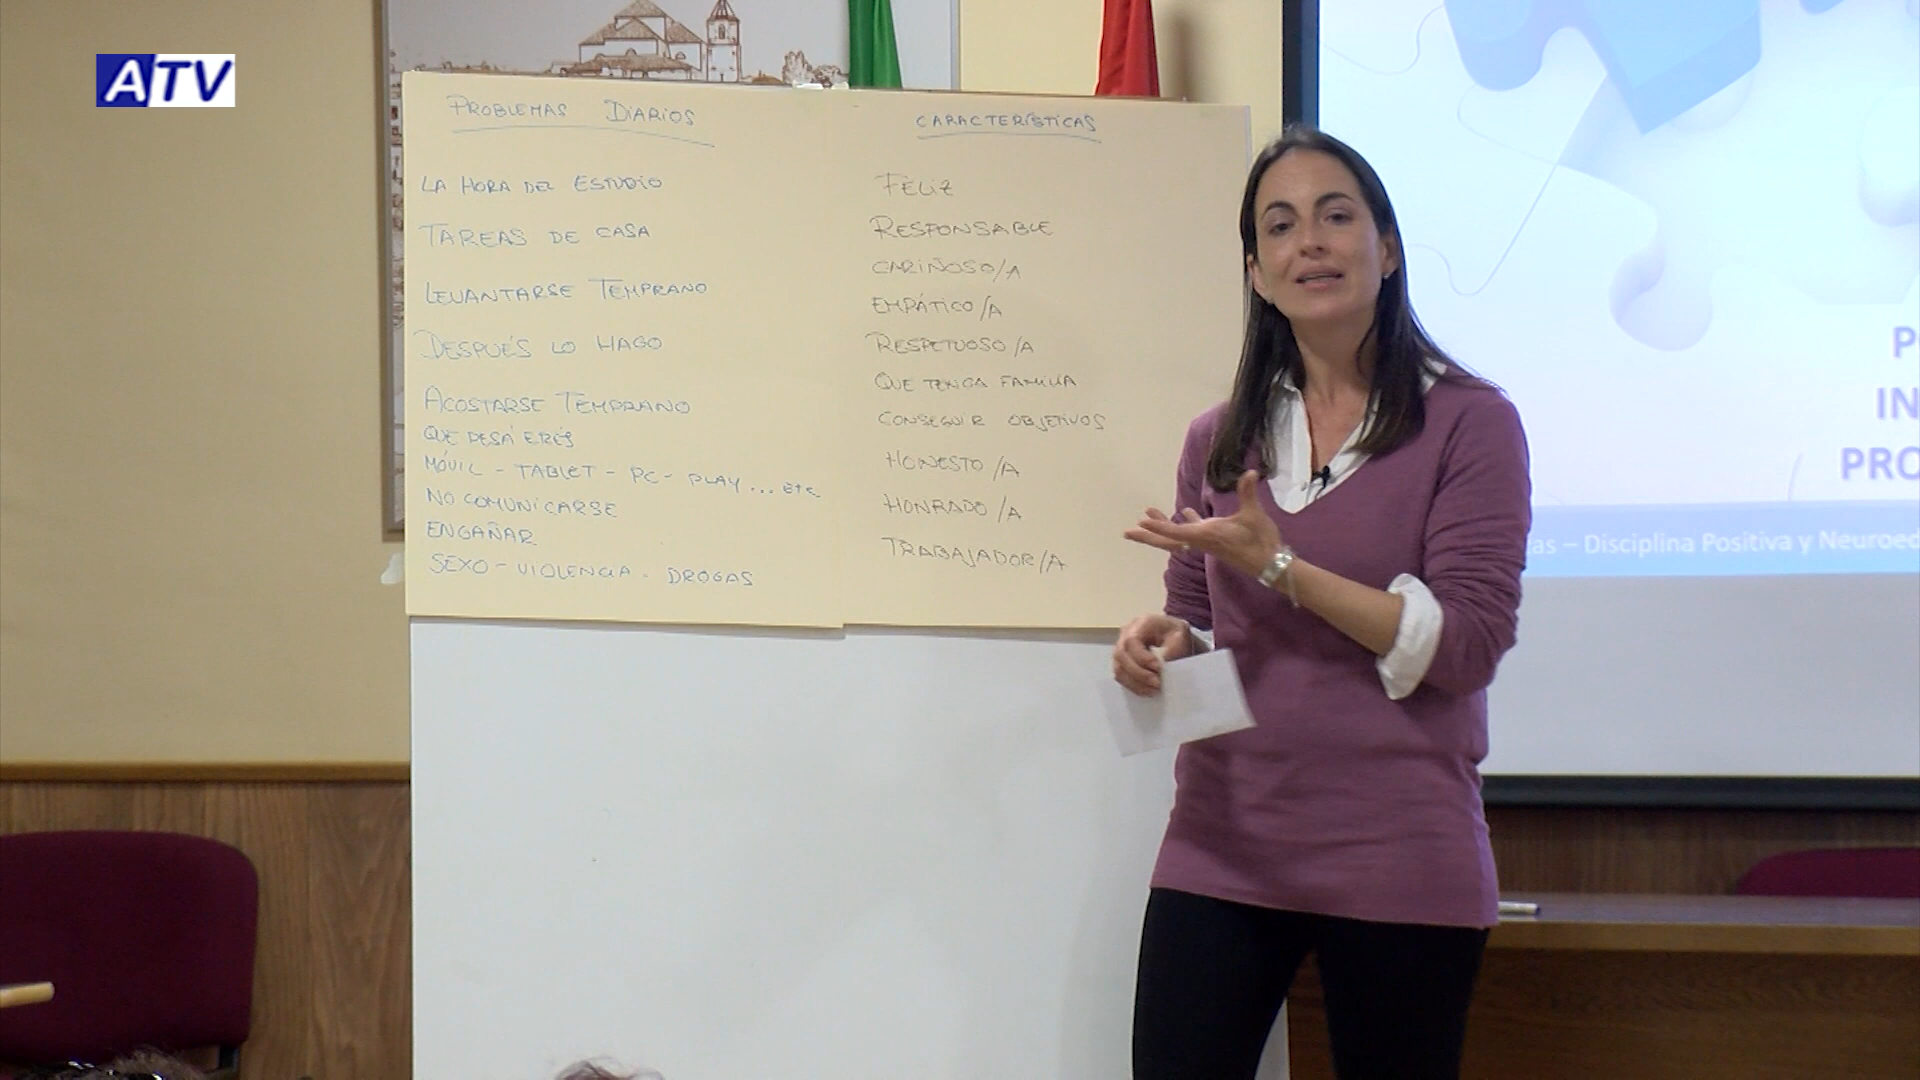 ATV
PROBLEMAS DIARIOS
LA HORA DEL ESTUDIO
TAREAS DE CASA
LEVANTARSE TEMPRANO
DESPUÉS LO HAGO
ACOSTARSE TEMPRANO
QUE PESÁ ERES
MÓVIL - TABLET - PC - PLAY ... ETC
NO COMUNICARSE
ENGAÑAR
SEXO - VIOLENCIA - DROGAS
CARACTERÍSTICAS
FELIZ
RESPONSABLE
CARIÑOSO/A
EMPÁTICO/A
RESPETUOSO/A
QUE TENGA FAMILIA
CONSEGUIR OBJETIVOS
HONESTO/A
HONRADO/A
TRABAJADOR/A
P
IN
PRO
as – Disciplina Positiva y Neuroed